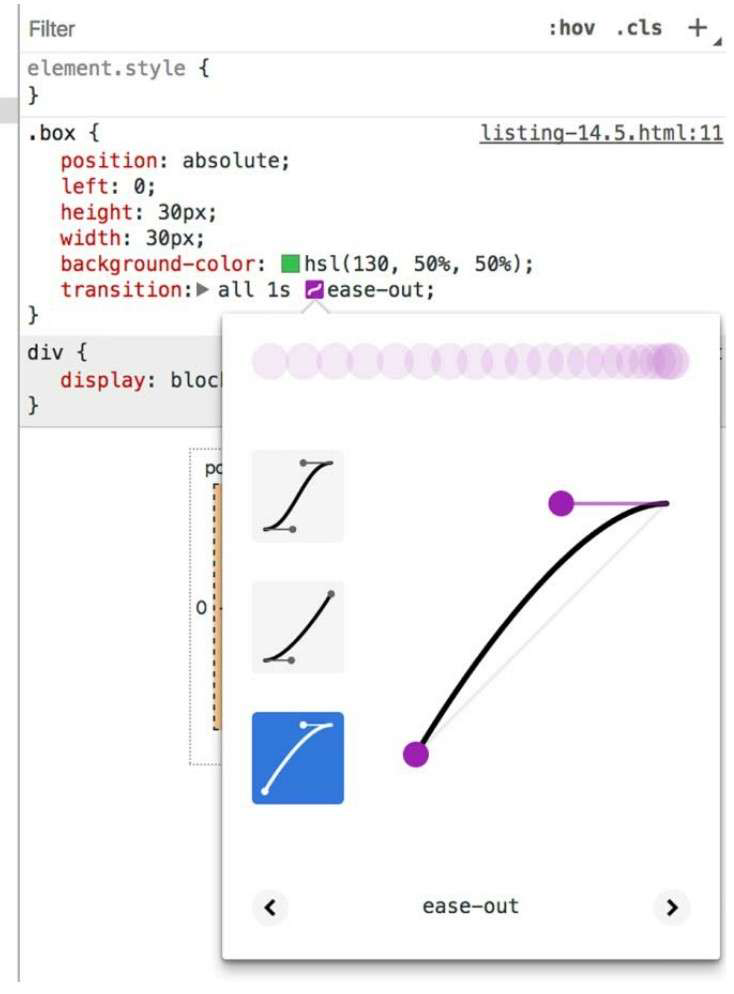 Filter :hov .cls +
element.style {
}
.box { listing-14.5.html:11
position: absolute;
left: 0;
height: 30px;
width: 30px;
background-color: hsl(130, 50%, 50%);
transition: all 1s ease-out;
}
div {
display: bloc
}
po
0
ease-out